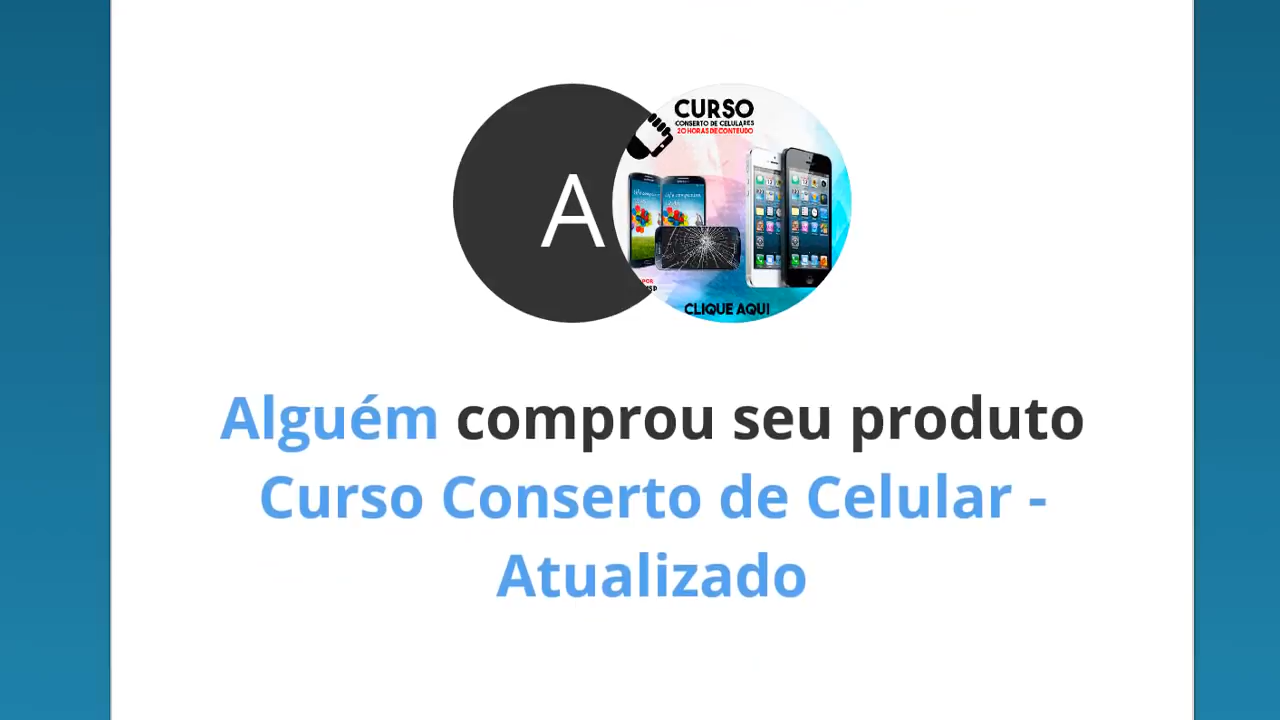 A
CURSO
CONSERTO DE CELULARES
20 HORAS DE CONTEÚDO
POR
CLIQUE AQUI
Alguém comprou seu produto
Curso Conserto de Celular -
Atualizado